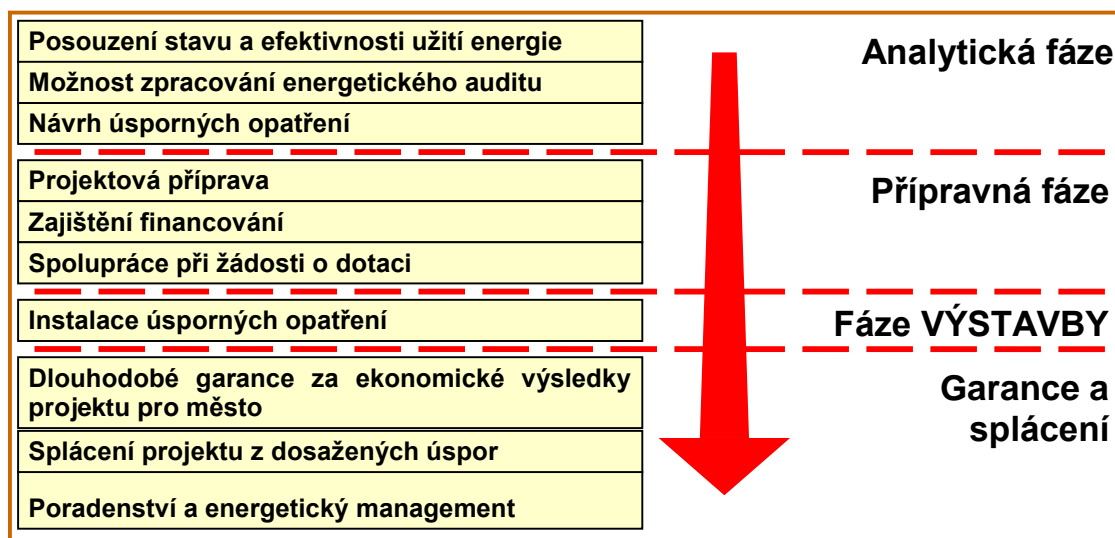 Posouzení stavu a efektivnosti užití energie
Možnost zpracování energetického auditu
Návrh úsporných opatření
Analytická fáze
Projektová příprava
Zajištění financování
Spolupráce při žádosti o dotaci
Přípravná fáze
Instalace úsporných opatření
Fáze VÝSTAVBY
Dlouhodobé garance za ekonomické výsledky
projektu pro město
Splácení projektu z dosažených úspor
Poradenství a energetický management
Garance a
splácení